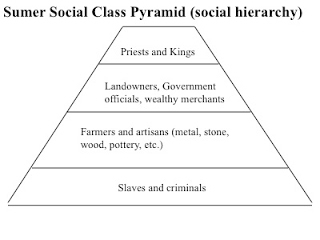 Sumer Social Class Pyramid (social hierarchy)
Priests and Kings
Landowners, Government
officials, wealthy merchants
Farmers and artisans (metal, stone,
wood, pottery, etc.)
Slaves and criminals